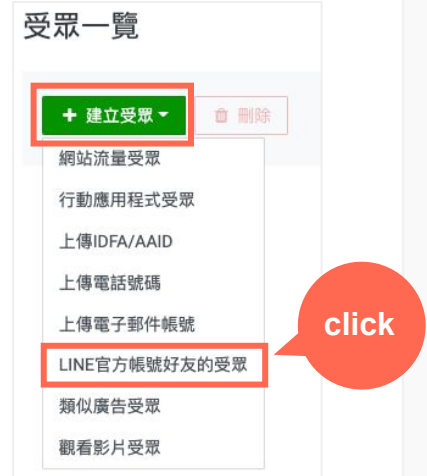 受眾一覽
+ 建立受眾
刪除
網站流量受眾
行動應用程式受眾
上傳IDFA/AAID
上傳電話號碼
上傳電子郵件帳號
click
LINE官方帳號好友的受眾
類似廣告受眾
觀看影片受眾